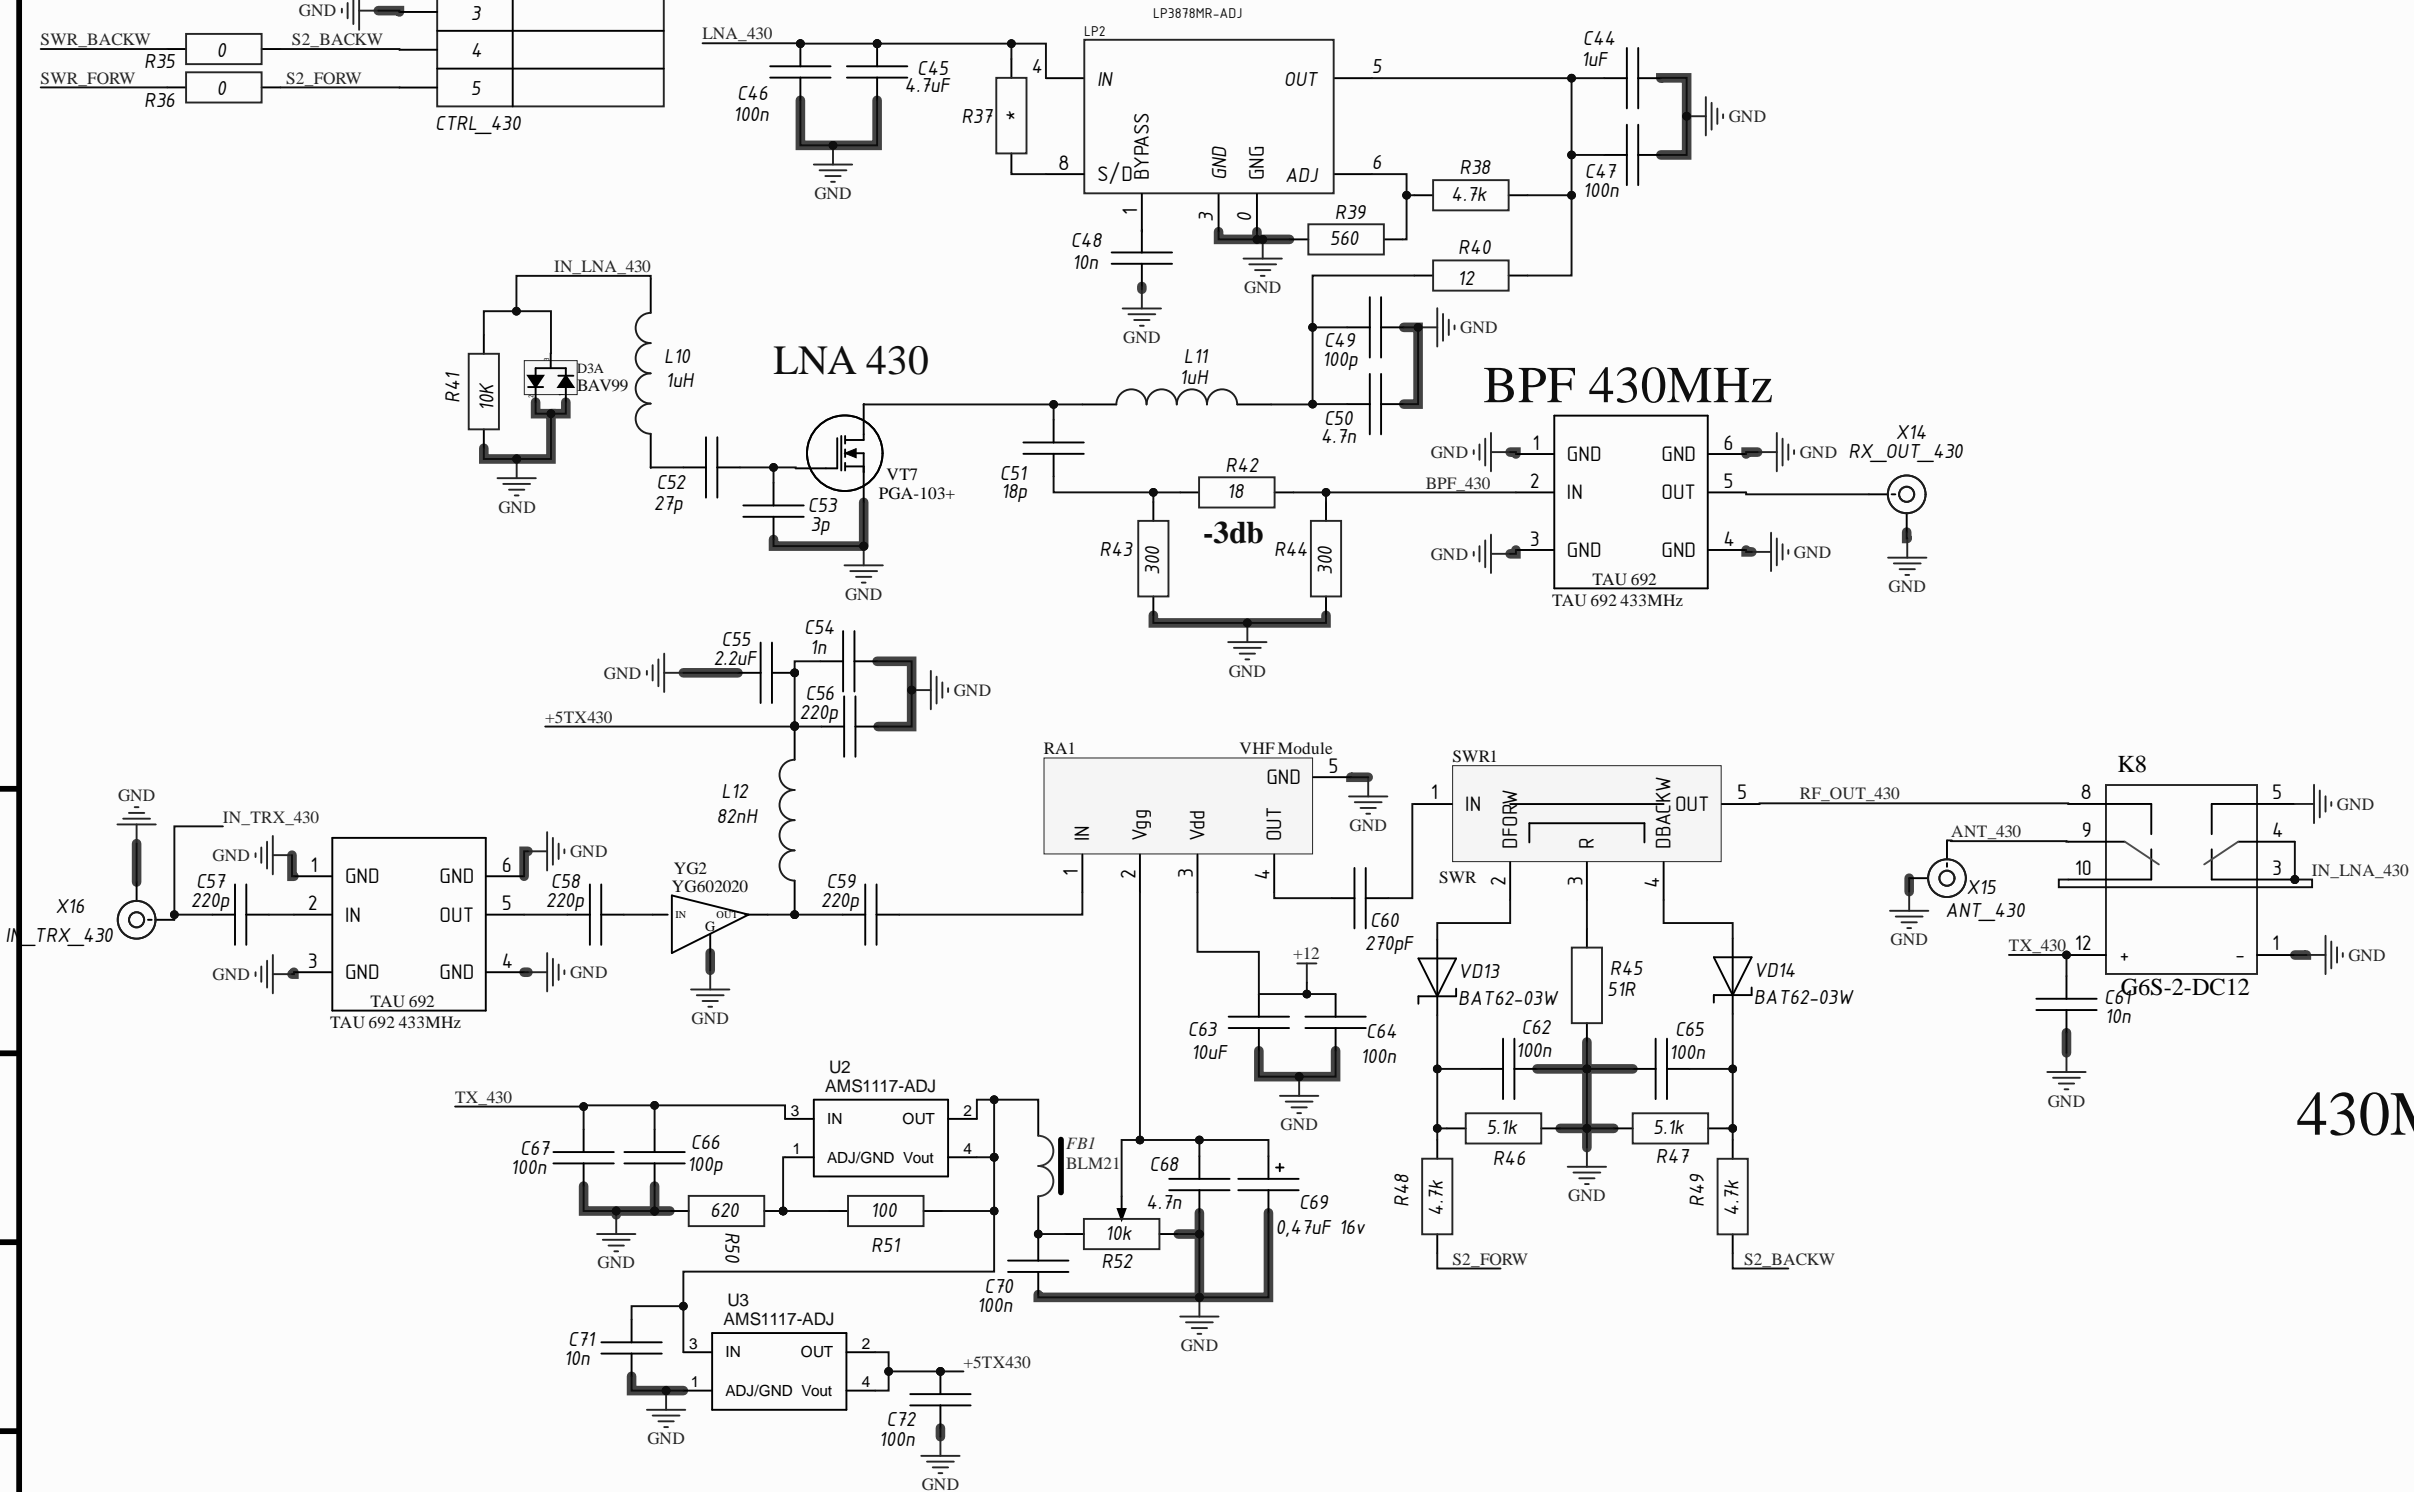 LP3878MR-ADJ
GND
3
SWR_BACKW
R35
0
S2_BACKW
4
SWR_FORW
R36
0
S2_FORW
5
CTRL_430
LNA_430
C46
100n
C45
4.7uF
GND
R37
*
LP2
4
IN
OUT
5
8
S/D
BYPASS
GND
GNG
ADJ
6
1
3
0
C48
10n
GND
GND
R39
560
R38
4.7k
R40
12
C44
1uF
C47
100n
GND
IN_LNA_430
R41
10K
D3A
BAV99
GND
L10
1uH
LNA 430
C52
27p
C53
3p
VT7
PGA-103+
GND
L11
1uH
C49
100p
C50
4.7n
GND
C51
18p
R42
18
-3db
R43
300
R44
300
GND
BPF 430MHz
BPF_430
GND
1
GND
GND
6
GND
2
IN
OUT
5
GND
3
GND
GND
4
GND
TAU 692
TAU 692 433MHz
X14
RX_OUT_430
GND
C55
2.2uF
GND
C54
1n
C56
220p
GND
+5TX430
L12
82nH
GND
IN_TRX_430
X16
IN_TRX_430
C57
220p
GND
1
GND
GND
6
GND
2
IN
OUT
5
GND
3
GND
GND
4
GND
TAU 692
TAU 692 433MHz
C58
220p
YG2
YG602020
IN
OUT
G
GND
C59
220p
RA1
VHF Module
GND
5
GND
IN
Vgg
Vdd
OUT
1
2
3
4
C60
270pF
+12
C63
10uF
C64
100n
GND
SWR1
1
IN
DFORW
R
DBACKW
OUT
5
SWR
2
3
4
VD13
BAT62-03W
R45
51R
VD14
BAT62-03W
C62
100n
C65
100n
5.1k
R46
5.1k
R47
GND
R48
4.7k
R49
4.7k
S2_FORW
S2_BACKW
RF_OUT_430
K8
8
5
GND
ANT_430
9
4
10
3
IN_LNA_430
X15
ANT_430
GND
TX_430
12
+
-
1
GND
G6S-2-DC12
C61
10n
GND
430M
TX_430
C67
100n
C66
100p
GND
U2
AMS1117-ADJ
3
IN
OUT
2
1
ADJ/GND
Vout
4
620
R50
100
R51
FB1
BLM21
C68
4.7n
+
C69
0,47uF 16v
10k
R52
C70
100n
GND
U3
AMS1117-ADJ
C71
10n
3
IN
OUT
2
1
ADJ/GND
Vout
4
GND
+5TX430
C72
100n
GND